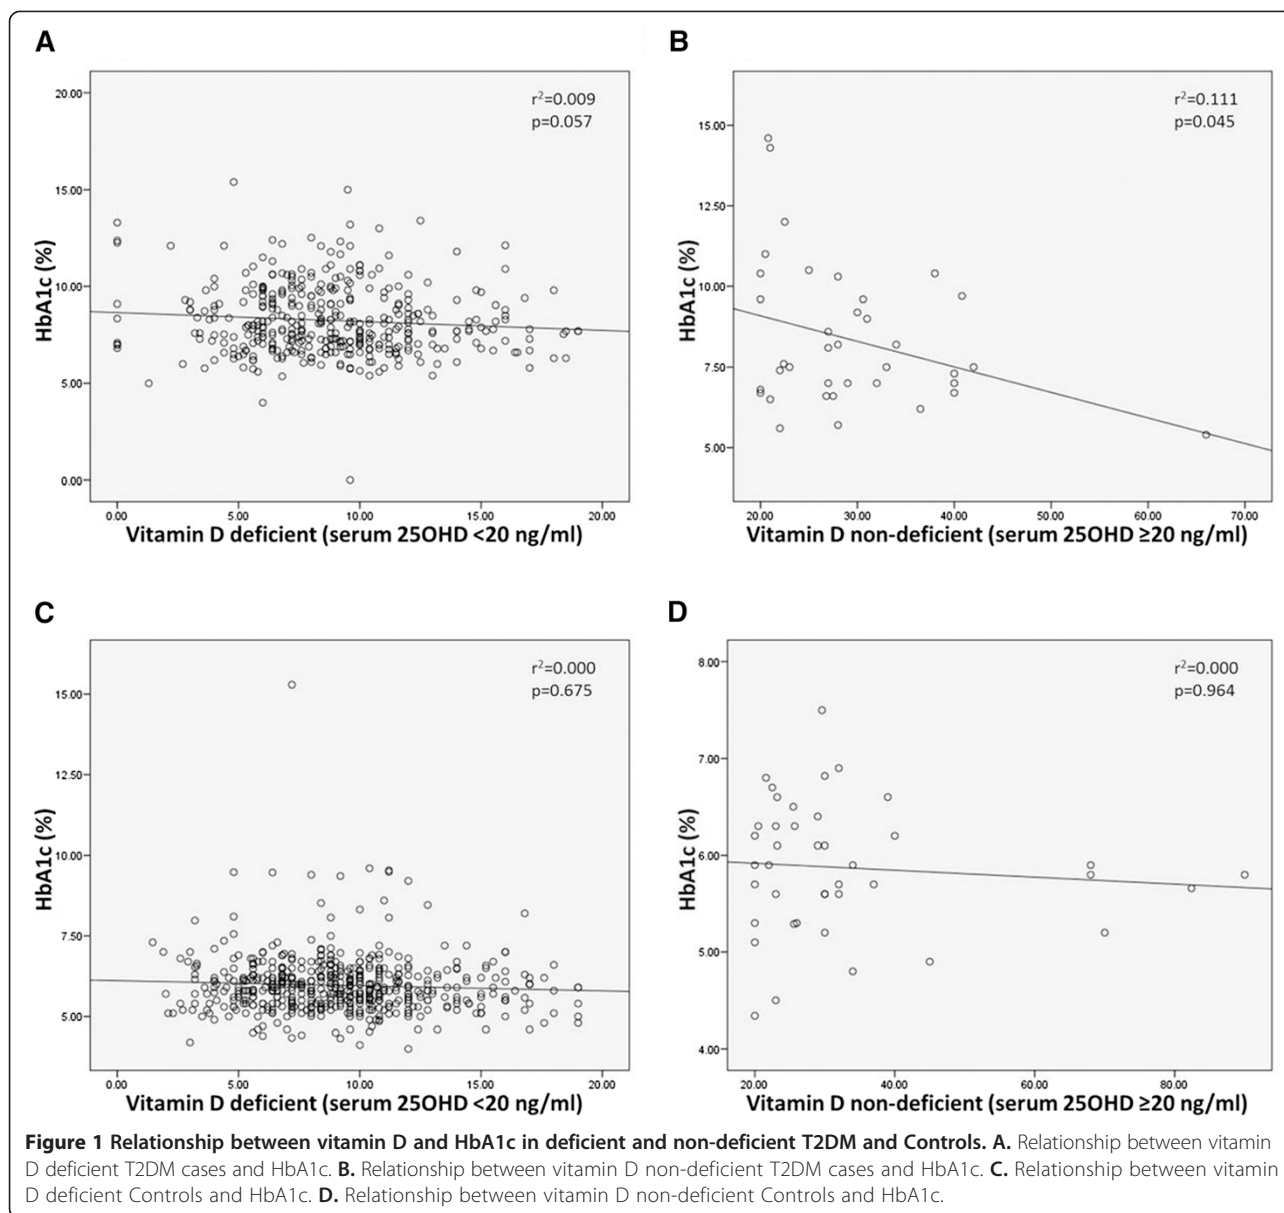 A
r²=0.009
p=0.057
20.00
15.00
10.00
5.00
0.00
HbA1c (%)
0.00 5.00 10.00 15.00 20.00
Vitamin D deficient (serum 25OHD <20 ng/ml)
B
r²=0.111
p=0.045
15.00
12.50
10.00
7.50
5.00
HbA1c (%)
20.00 30.00 40.00 50.00 60.00 70.00
Vitamin D non-deficient (serum 25OHD ≥20 ng/ml)
C
r²=0.000
p=0.675
15.00
12.50
10.00
7.50
5.00
HbA1c (%)
0.00 5.00 10.00 15.00 20.00
Vitamin D deficient (serum 25OHD <20 ng/ml)
D
r²=0.000
p=0.964
8.00
7.00
6.00
5.00
4.00
HbA1c (%)
20.00 40.00 60.00 80.00
Vitamin D non-deficient (serum 25OHD ≥20 ng/ml)
Figure 1 Relationship between vitamin D and HbA1c in deficient and non-deficient T2DM and Controls. A. Relationship between vitamin
D deficient T2DM cases and HbA1c. B. Relationship between vitamin D non-deficient T2DM cases and HbA1c. C. Relationship between vitamin
D deficient Controls and HbA1c. D. Relationship between vitamin D non-deficient Controls and HbA1c.